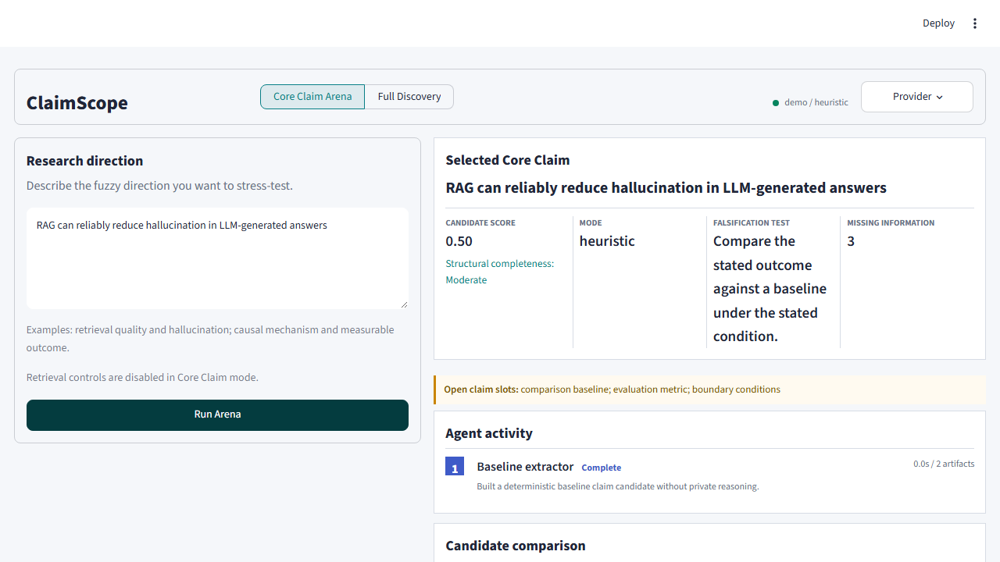 Deploy
ClaimScope
Core Claim Arena
Full Discovery
demo / heuristic
Provider
Research direction
Describe the fuzzy direction you want to stress-test.
RAG can reliably reduce hallucination in LLM-generated answers
Examples: retrieval quality and hallucination; causal mechanism and measurable
outcome.
Retrieval controls are disabled in Core Claim mode.
Run Arena
Selected Core Claim
RAG can reliably reduce hallucination in LLM-generated answers
CANDIDATE SCORE
0.50
Structural completeness:
Moderate
MODE
heuristic
FALSIFICATION TEST
Compare the
stated outcome
against a baseline
under the stated
condition.
MISSING INFORMATION
3
Open claim slots: comparison baseline; evaluation metric; boundary conditions
Agent activity
1
Baseline extractor Complete
0.0s / 2 artifacts
Built a deterministic baseline claim candidate without private reasoning.
Candidate comparison